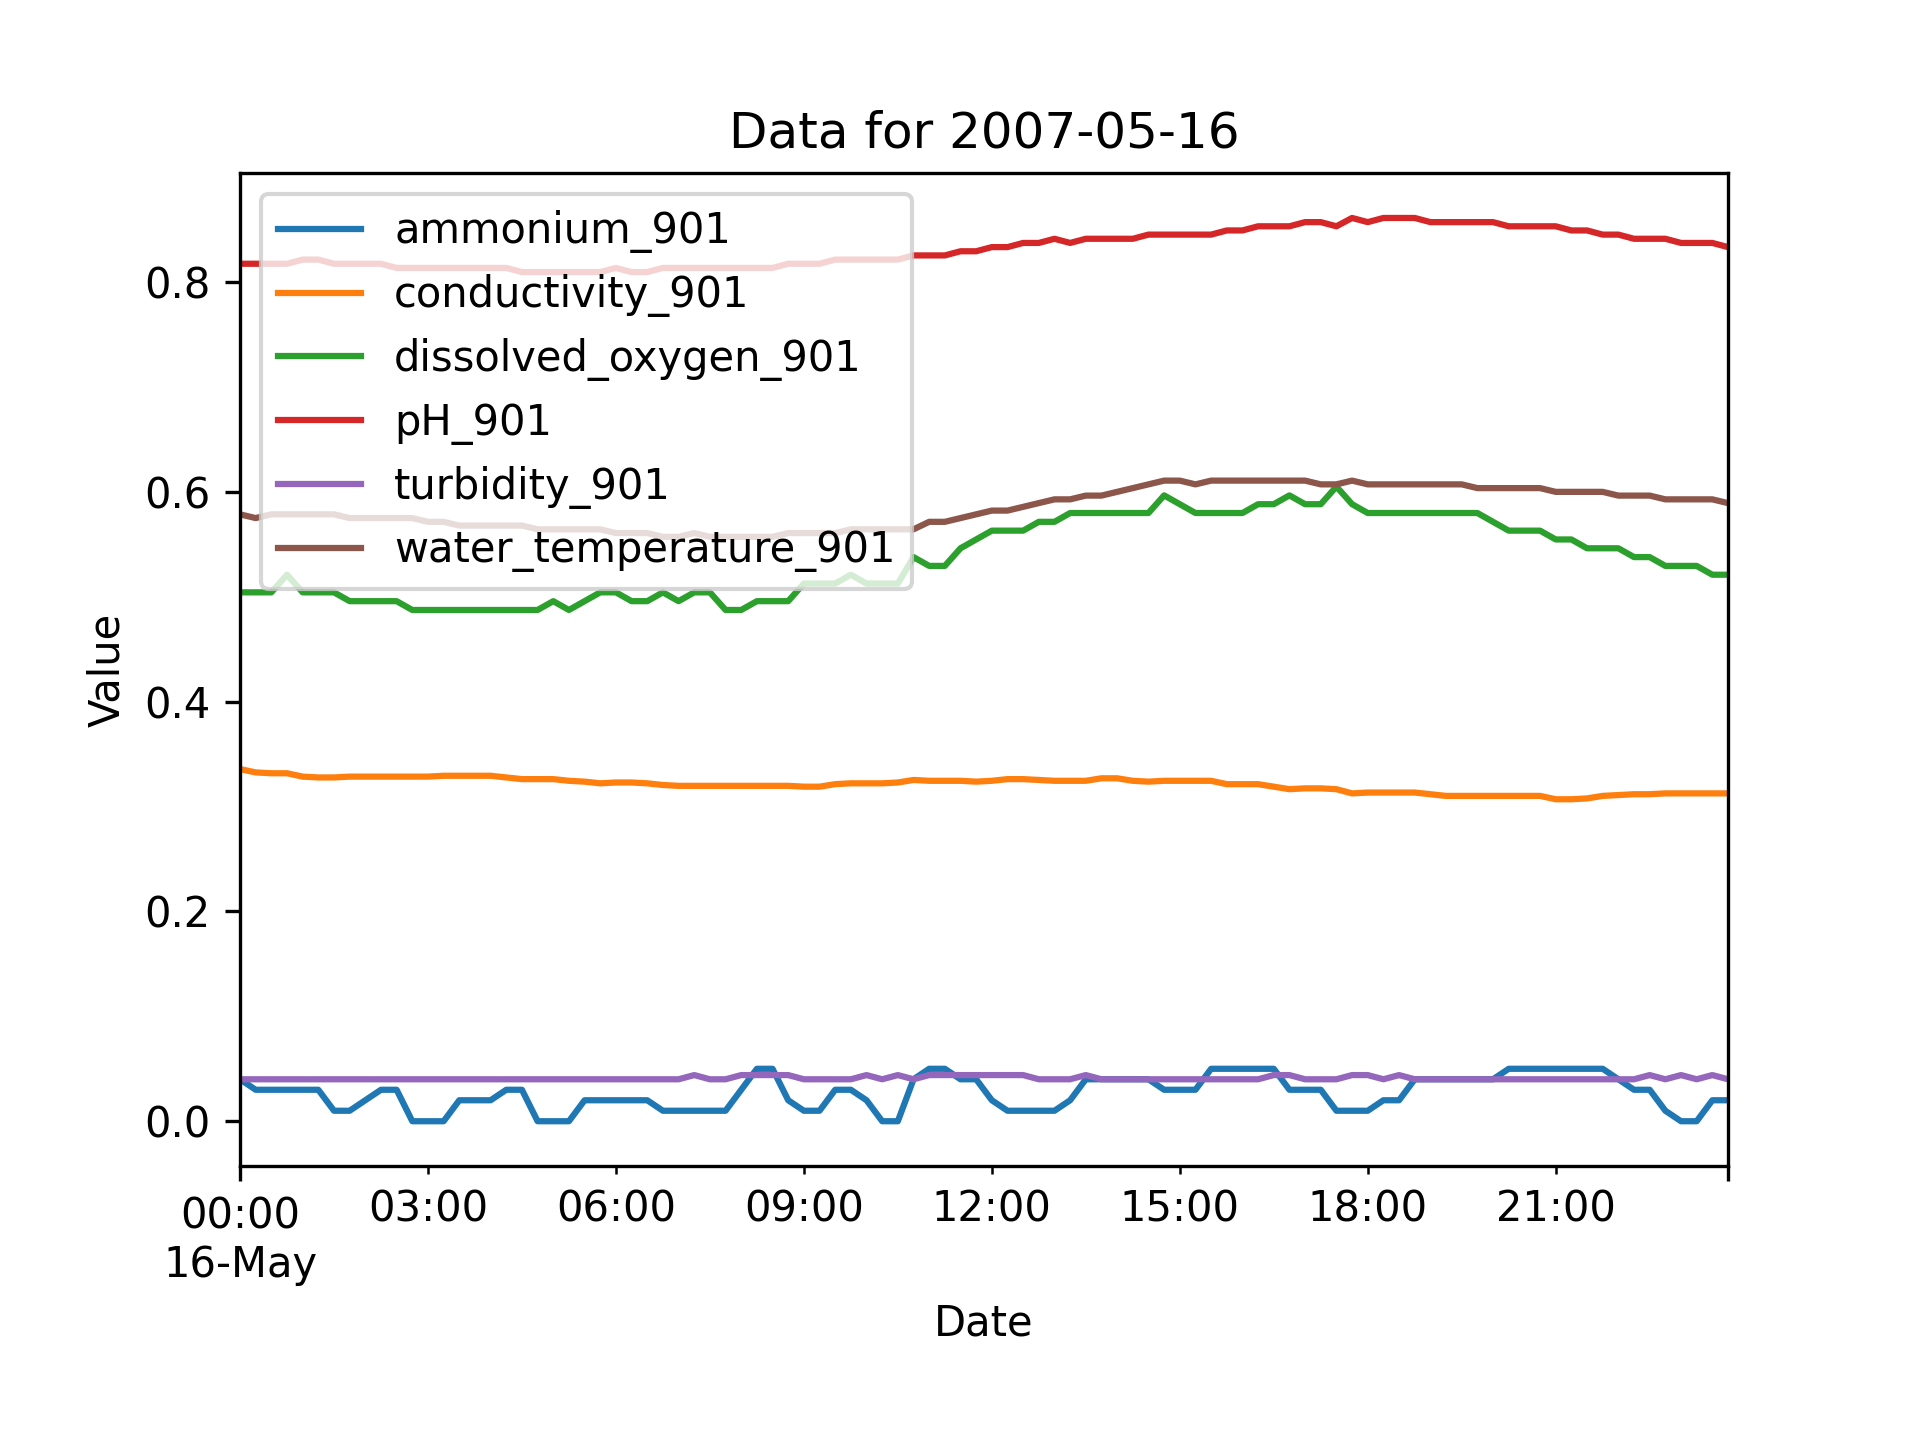 Data for 2007-05-16
ammonium_901
conductivity_901
dissolved_oxygen_901
pH_901
turbidity_901
water_temperature_901
Value
0.8
0.6
0.4
0.2
0.0
00:00 03:00 06:00 09:00 12:00 15:00 18:00 21:00
16-May
Date